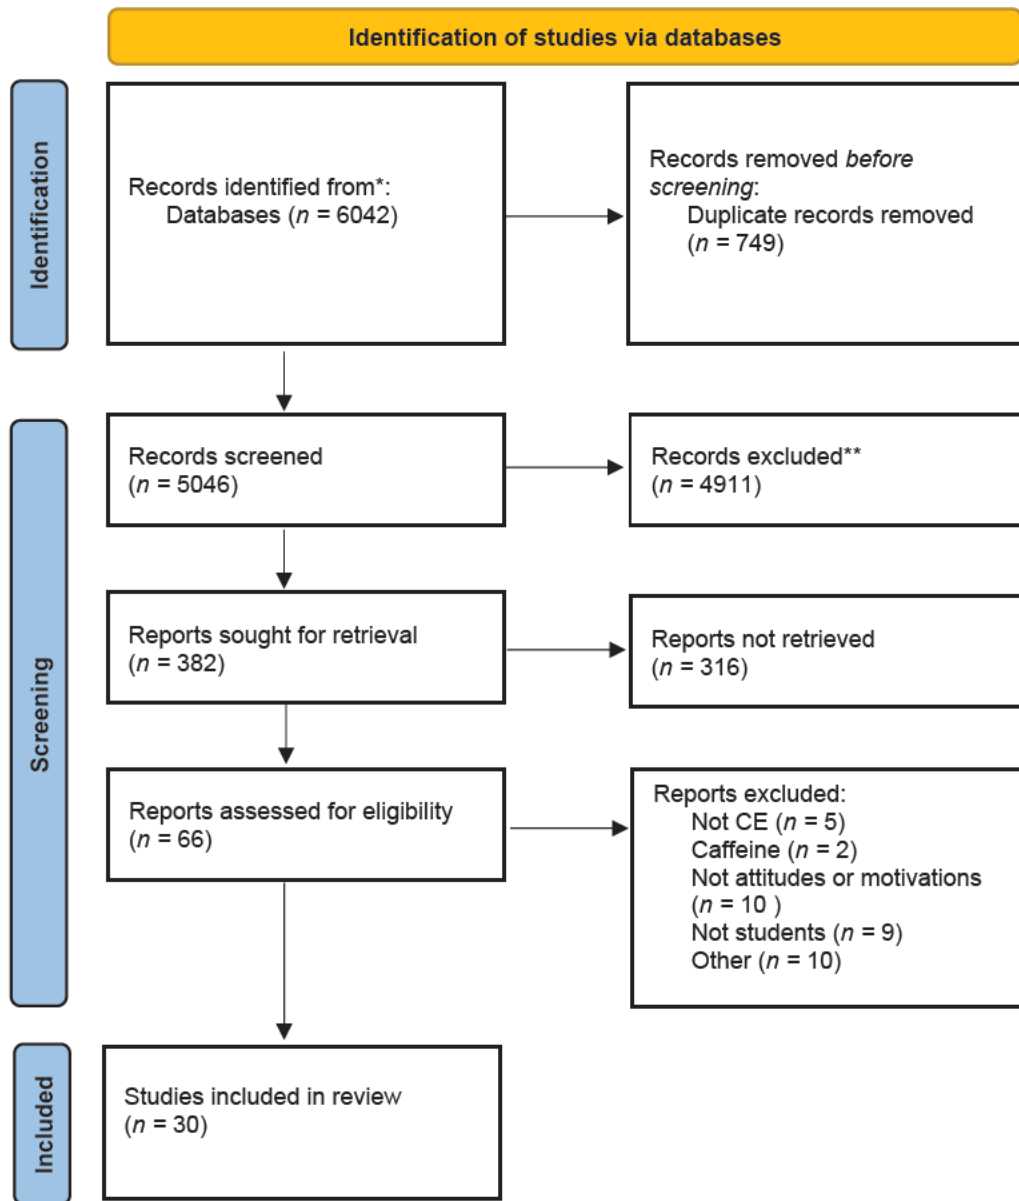 Identification of studies via databases
Identification
Records identified from*:
Databases (n = 6042)
Records removed before
screening:
Duplicate records removed
(n = 749)
Screening
Records screened
(n = 5046)
Records excluded**
(n = 4911)
Reports sought for retrieval
(n = 382)
Reports not retrieved
(n = 316)
Reports assessed for eligibility
(n = 66)
Reports excluded:
Not CE (n = 5)
Caffeine (n = 2)
Not attitudes or motivations
(n = 10 )
Not students (n = 9)
Other (n = 10)
Included
Studies included in review
(n = 30)